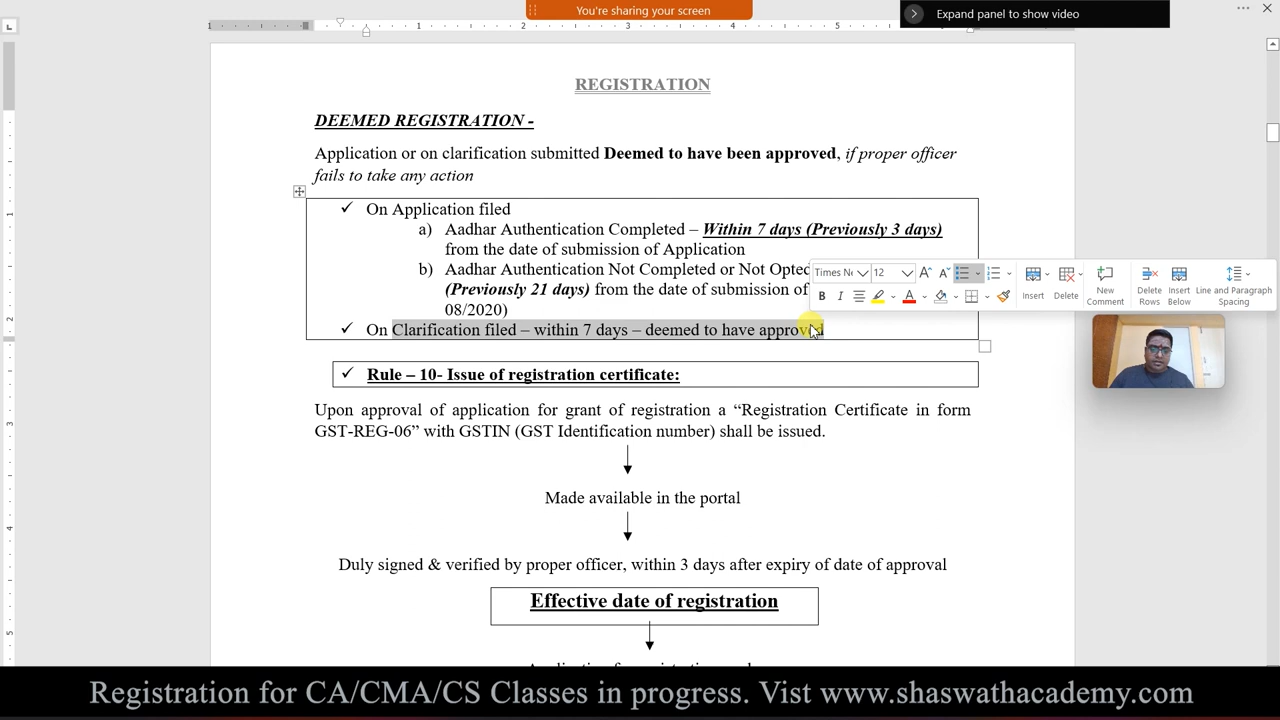 You're sharing your screen
Expand panel to show video
1 1 2 3 4 5
REGISTRATION
DEEMED REGISTRATION -
Application or on clarification submitted Deemed to have been approved, if proper officer
fails to take any action
✓ On Application filed
a) Aadhar Authentication Completed – Within 7 days (Previously 3 days)
from the date of submission of Application
b) Aadhar Authentication Not Completed or Not Opted
(Previously 21 days) from the date of submission of
08/2020)
✓ On Clarification filed – within 7 days – deemed to have approved
Times Ne 12
Insert Delete New Comment Delete Rows Insert Below Line and Paragraph Spacing
✓ Rule – 10- Issue of registration certificate:
Upon approval of application for grant of registration a “Registration Certificate in form
GST-REG-06” with GSTIN (GST Identification number) shall be issued.
Made available in the portal
Duly signed & verified by proper officer, within 3 days after expiry of date of approval
Effective date of registration
Registration for CA/CMA/CS Classes in progress. Vist www.shaswathacademy.com